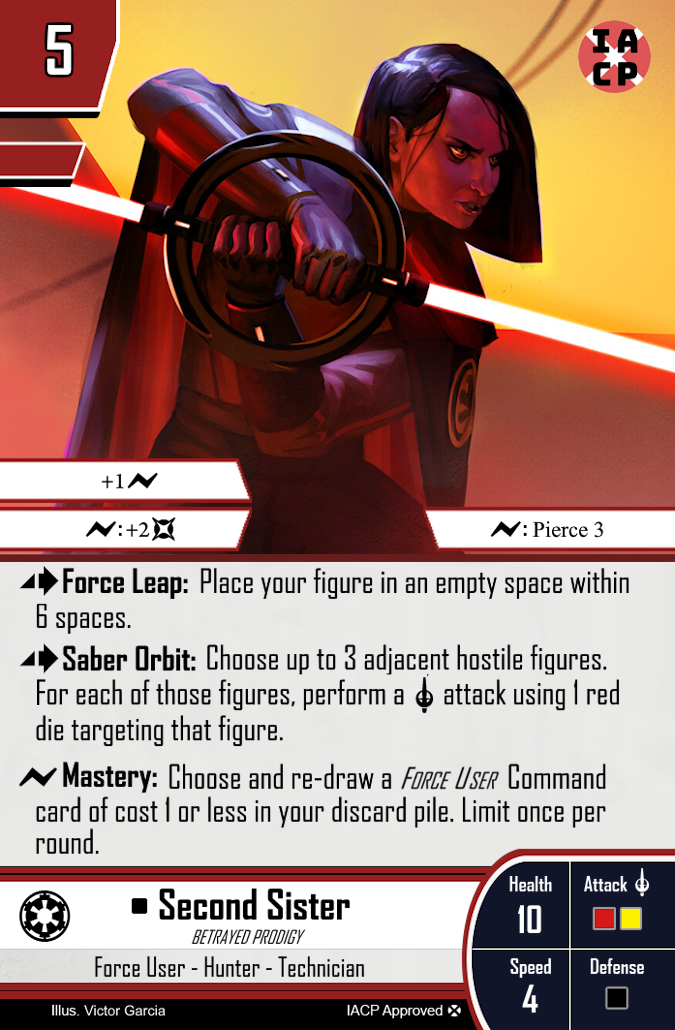 5
IA
CP
+1
: +2
: Pierce 3
Force Leap: Place your figure in an empty space within
6 spaces.
Saber Orbit: Choose up to 3 adjacent hostile figures.
For each of those figures, perform a attack using 1 red
die targeting that figure.
Mastery: Choose and re-draw a Force User Command
card of cost 1 or less in your discard pile. Limit once per
round.
Second Sister
BETRAYED PRODIGY
Force User - Hunter - Technician
Health
10
Attack
Speed
4
Defense
Illus. Victor Garcia
IACP Approved